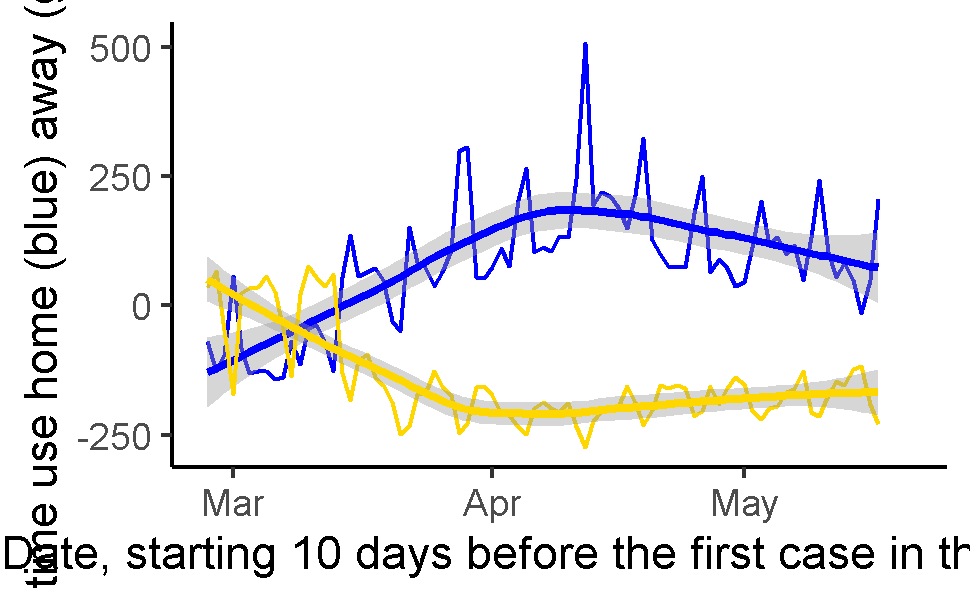 time use home (blue) away (
500
250
0
-250
Mar
Apr
May
Date, starting 10 days before the first case in th